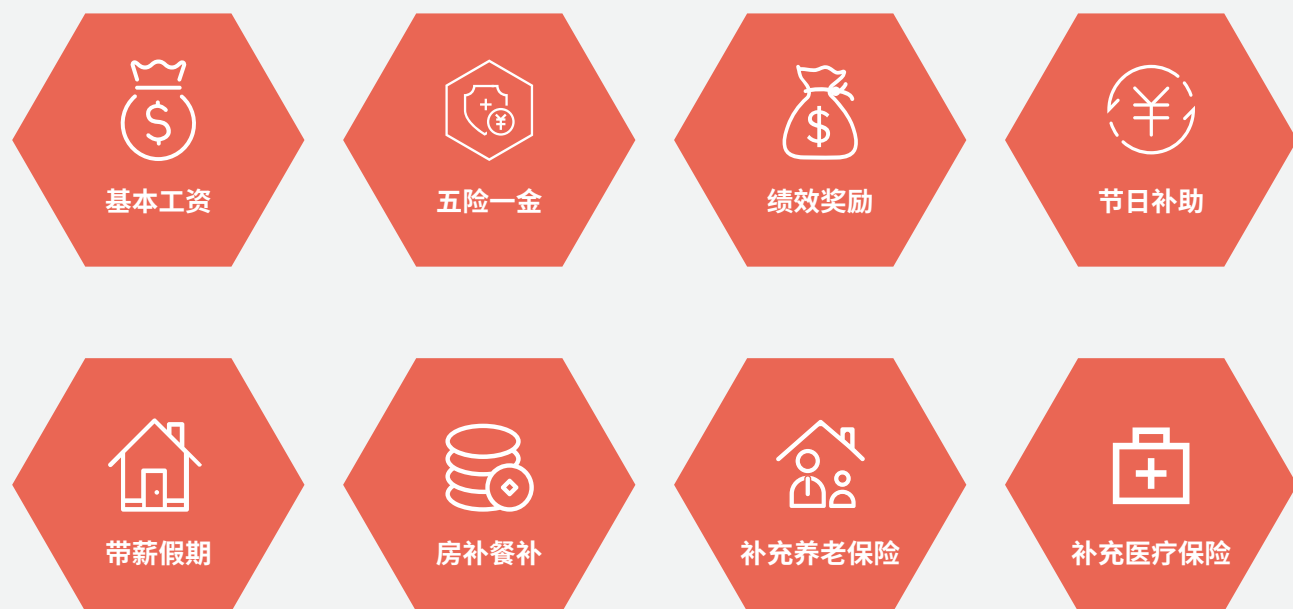 基本工资
五险一金
绩效奖励
节日补助
带薪假期
房补餐补
补充养老保险
补充医疗保险